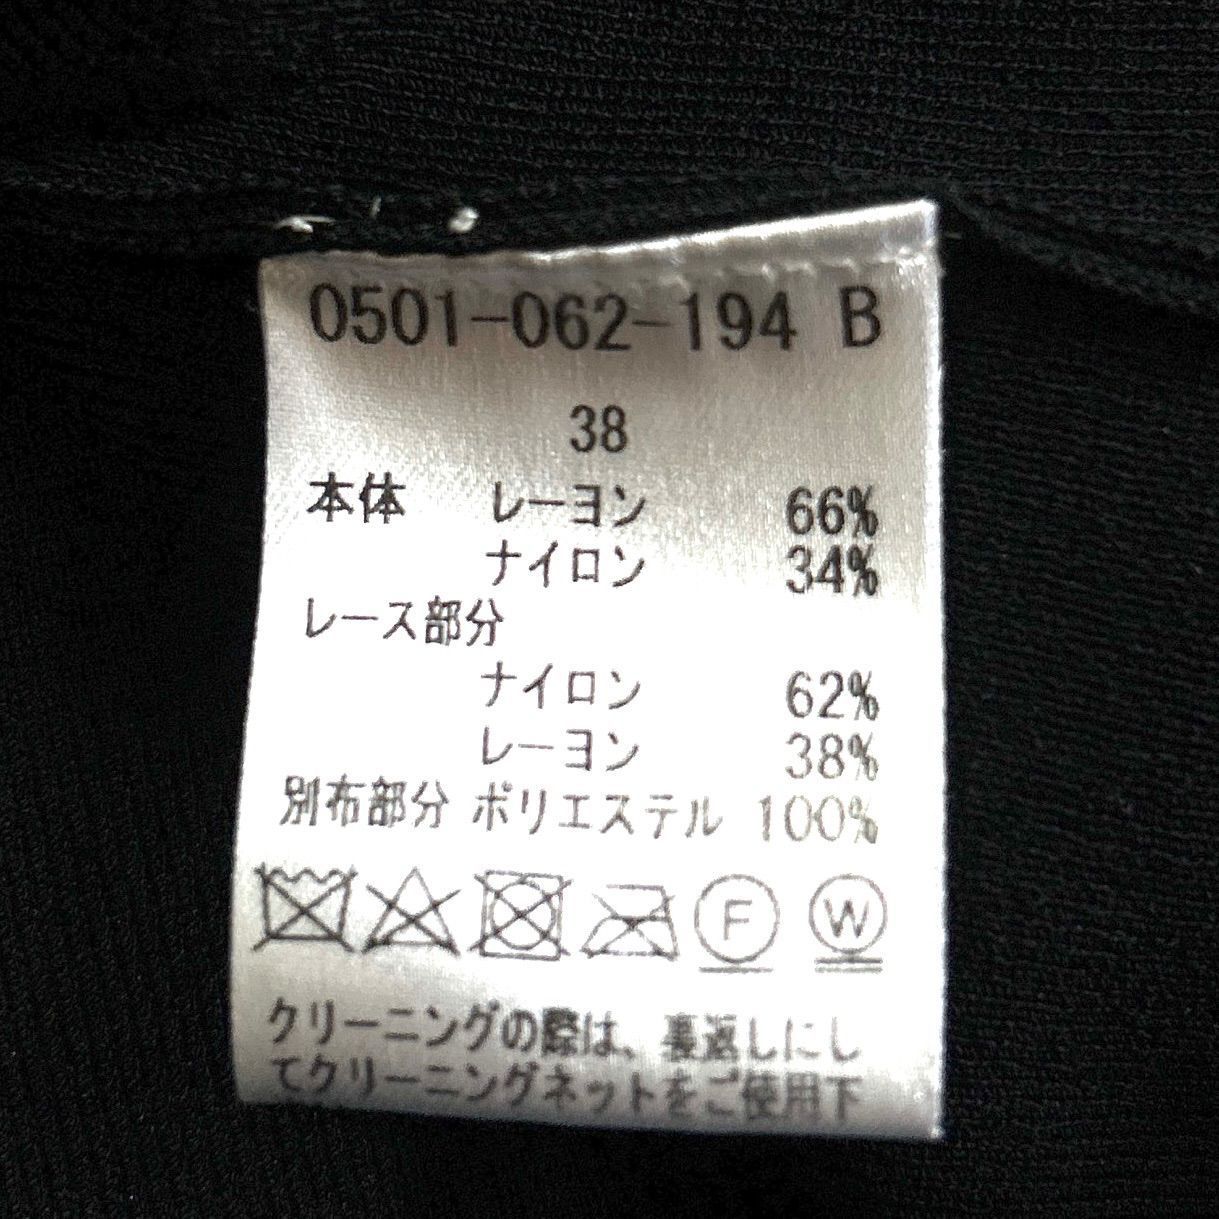 0501-062-194 B
38
本体 レーヨン 66%
ナイロン 34%
レース部分
ナイロン 62%
レーヨン 38%
別布部分 ポリエステル 100%
F W
クリーニングの際は、裏返しにし
てクリーニングネットをご使用下